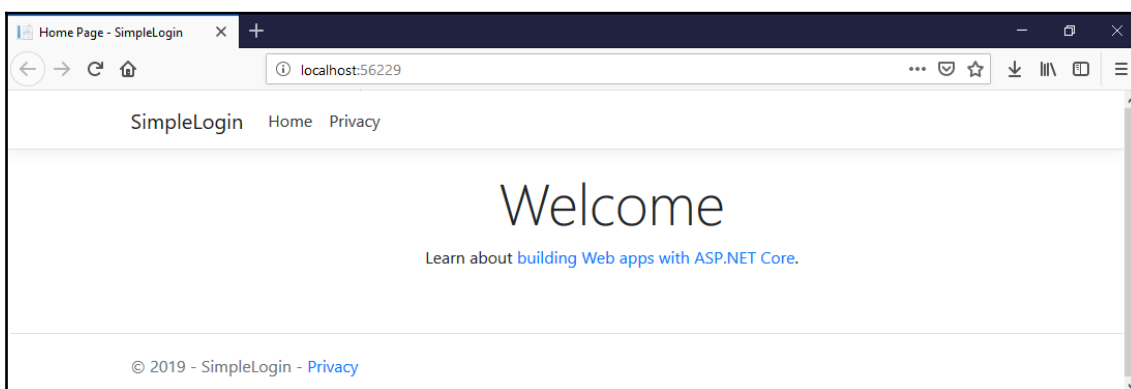 Home Page - SimpleLogin
localhost:56229
SimpleLogin Home Privacy
Welcome
Learn about building Web apps with ASP.NET Core.
© 2019 - SimpleLogin - Privacy